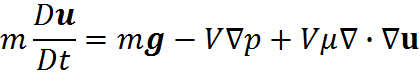 m Du/Dt = mg − V∇p + Vμ∇ · ∇u